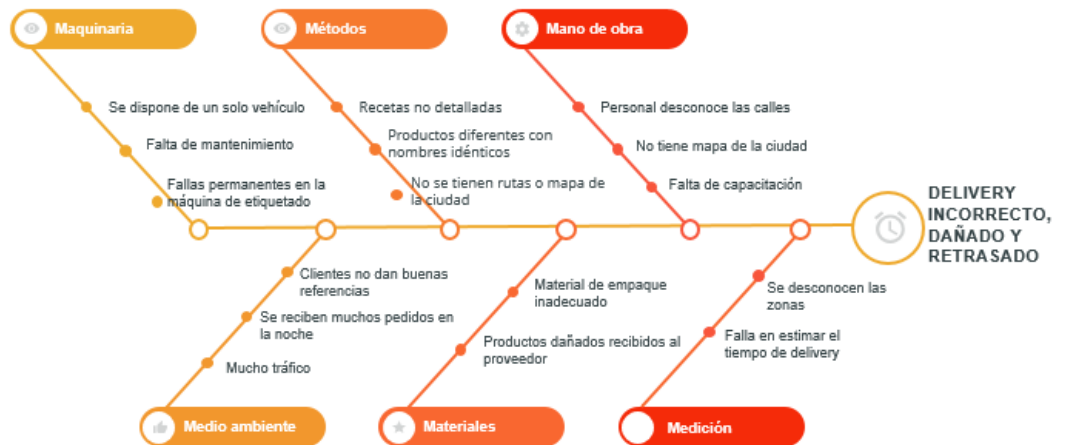 Maquinaria
Métodos
Mano de obra
Se dispone de un solo vehículo
Falta de mantenimiento
Fallas permanentes en la
máquina de etiquetado
Recetas no detalladas
Productos diferentes con
nombres idénticos
No se tienen rutas o mapa de
la ciudad
Personal desconoce las calles
No tiene mapa de la ciudad
Falta de capacitación
DELIVERY
INCORRECTO,
DAÑADO Y
RETRASADO
Clientes no dan buenas
referencias
Se reciben muchos pedidos en
la noche
Mucho tráfico
Material de empaque
inadecuado
Productos dañados recibidos al
proveedor
Se desconocen las
zonas
Falla en estimar el
tiempo de delivery
Medio ambiente
Materiales
Medición